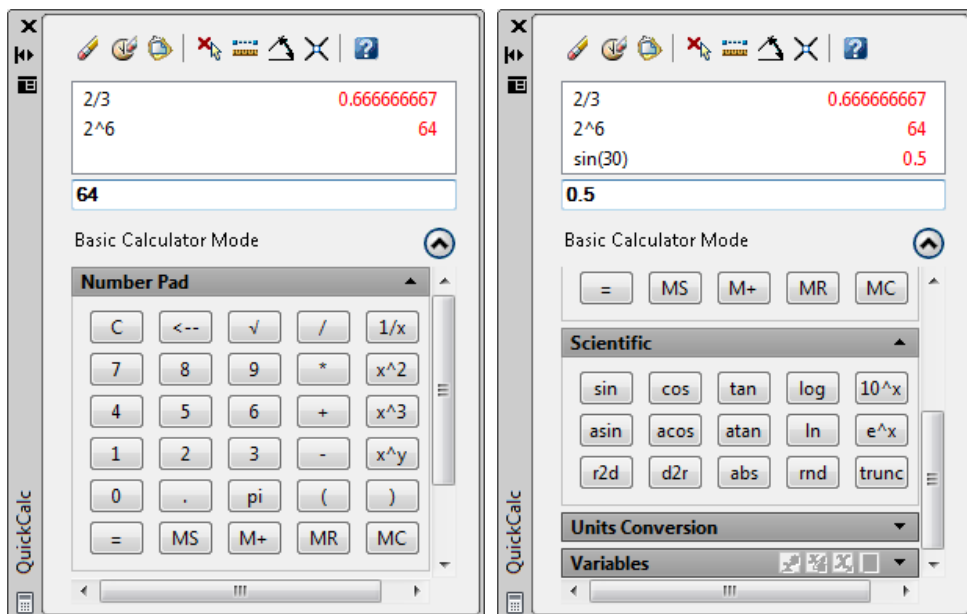 2/3 0.666666667
2^6 64
64
Basic Calculator Mode
Number Pad
C <-- √ / 1/x
7 8 9 * x^2
4 5 6 + x^3
1 2 3 - x^y
0 . pi ( )
= MS M+ MR MC
QuickCalc
2/3 0.666666667
2^6 64
sin(30) 0.5
0.5
Basic Calculator Mode
= MS M+ MR MC
Scientific
sin cos tan log 10^x
asin acos atan ln e^x
r2d d2r abs rnd trunc
Units Conversion
Variables
QuickCalc